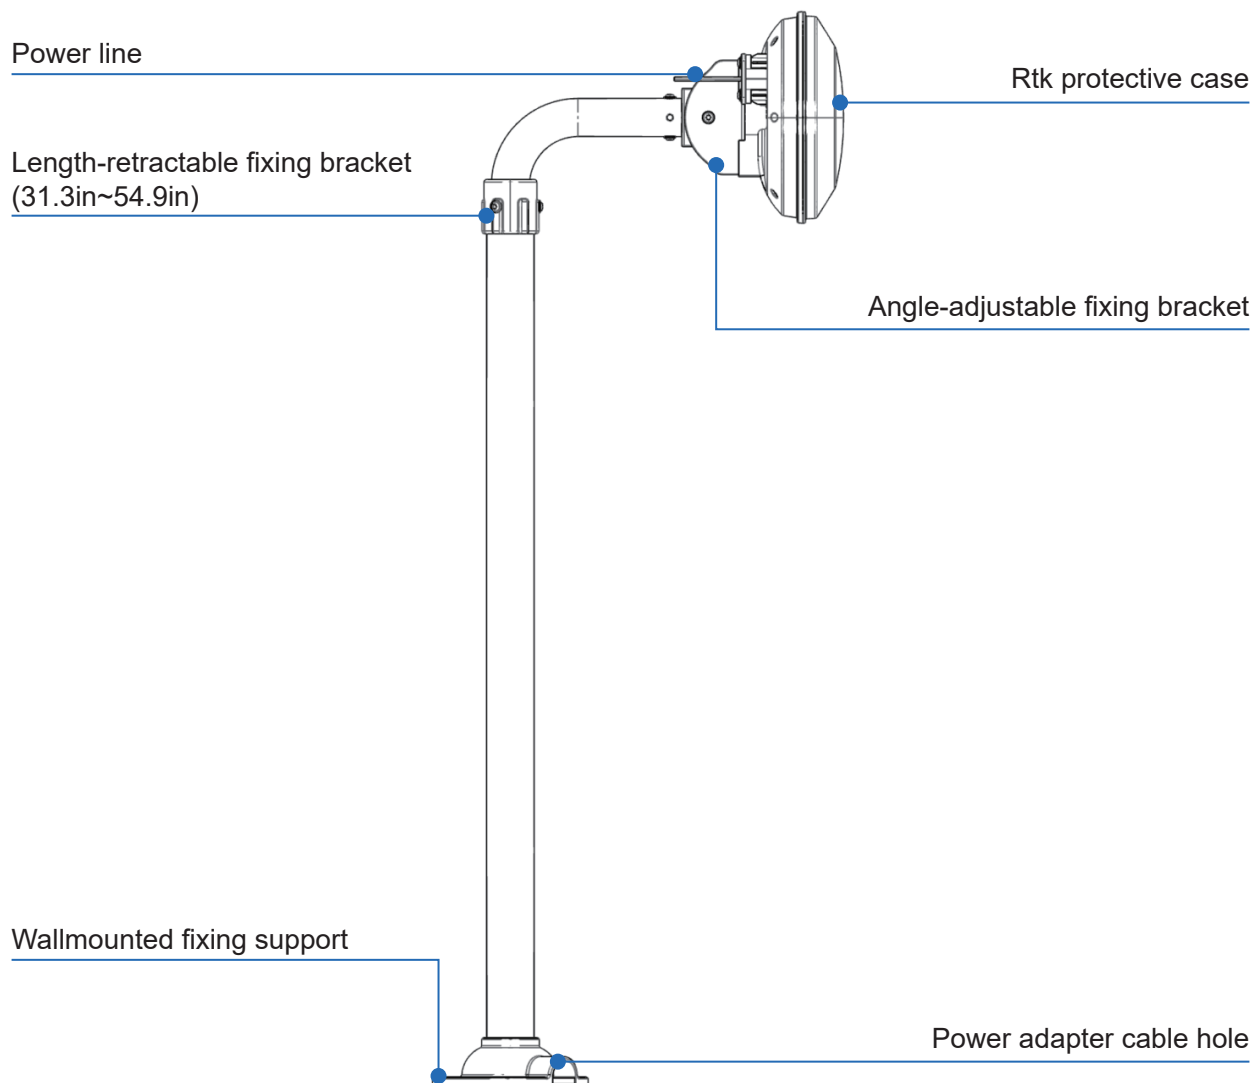 Power line
Rtk protective case
Length-retractable fixing bracket
(31.3in~54.9in)
Angle-adjustable fixing bracket
Wallmounted fixing support
Power adapter cable hole